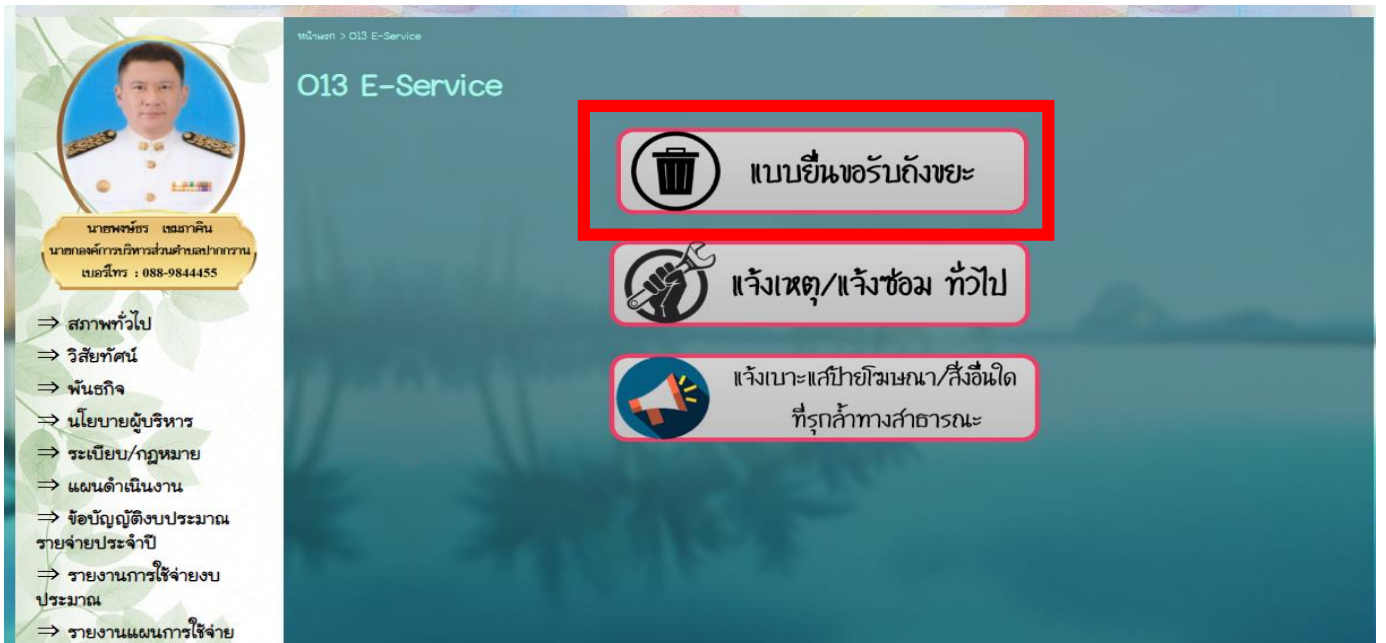 หน้าแรก > O13 E-Service
O13 E-Service
แบบยื่นขอรับถังขยะ
แจ้งเหตุ/แจ้งซ่อม ทั่วไป
แจ้งเบาะแสป้ายโฆษณา/สิ่งอื่นใด
ที่รุกล้ำทางสาธารณะ
นายพงษ์ธร เขมภาคิน
นายกองค์การบริหารส่วนตำบลปากกราน
เบอร์โทร : 088-9844455
⇒ สภาพทั่วไป
⇒ วิสัยทัศน์
⇒ พันธกิจ
⇒ นโยบายผู้บริหาร
⇒ ระเบียบ/กฎหมาย
⇒ แผนดำเนินงาน
⇒ ข้อบัญญัติงบประมาณ
รายจ่ายประจำปี
⇒ รายงานการใช้จ่ายงบ
ประมาณ
⇒ รายงานแผนการใช้จ่าย